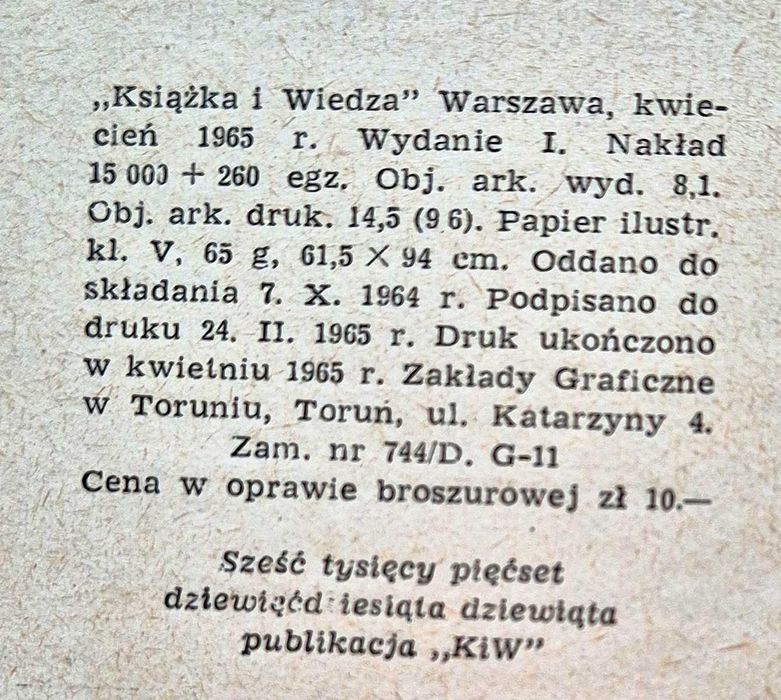 „Książka i Wiedza” Warszawa, kwie-
cień 1965 r. Wydanie I. Nakład
15 000 + 260 egz. Obj. ark. wyd. 8,1.
Obj. ark. druk. 14,5 (9 6). Papier ilustr.
kl. V, 65 g, 61,5 × 94 cm. Oddano do
składania 7. X. 1964 r. Podpisano do
druku 24. II. 1965 r. Druk ukończono
w kwietniu 1965 r. Zakłady Graficzne
w Toruniu, Toruń, ul. Katarzyny 4.
Zam. nr 744/D. G-11
Cena w oprawie broszurowej zł 10.—
Sześć tysięcy pięćset
dziewięćdziesiąta dziewiąta
publikacja „KiW”